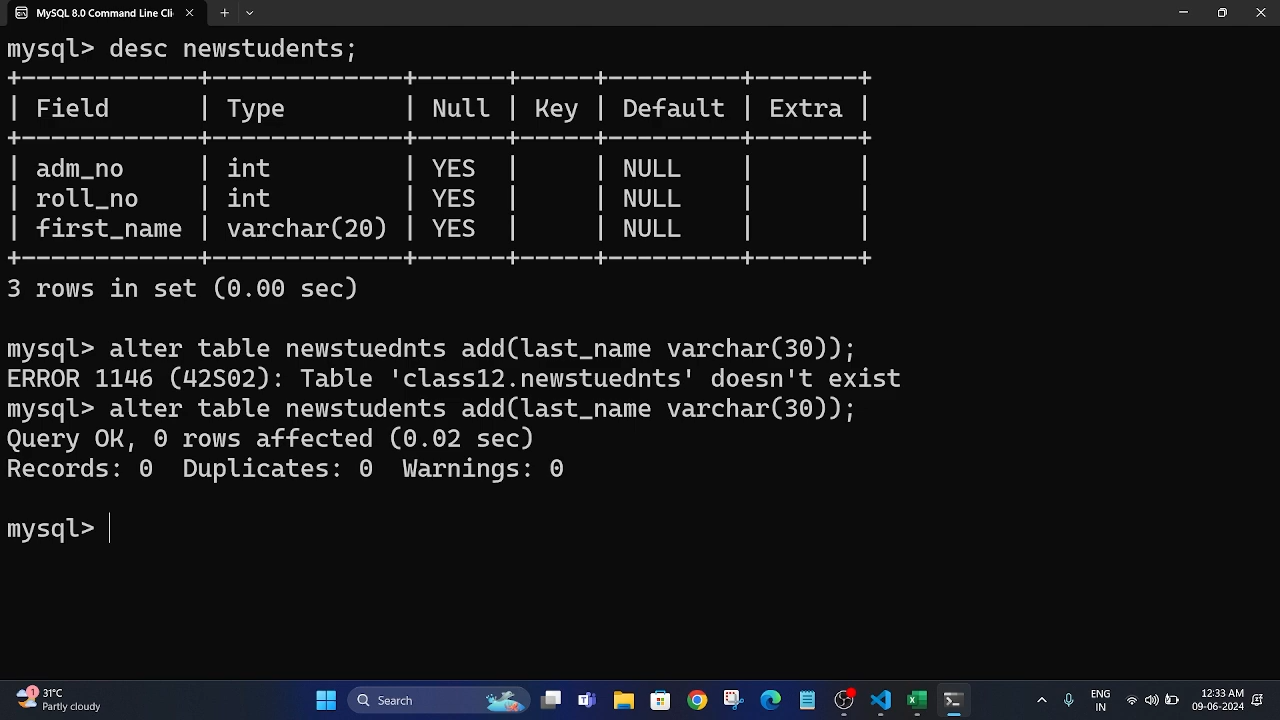 MySQL 8.0 Command Line Cli
mysql> desc newstudents;
+------------+-------------+------+-----+---------+-------+
| Field      | Type        | Null | Key | Default | Extra |
+------------+-------------+------+-----+---------+-------+
| adm_no     | int         | YES  |     | NULL    |       |
| roll_no    | int         | YES  |     | NULL    |       |
| first_name | varchar(20) | YES  |     | NULL    |       |
+------------+-------------+------+-----+---------+-------+
3 rows in set (0.00 sec)
mysql> alter table newstuednts add(last_name varchar(30));
ERROR 1146 (42S02): Table 'class12.newstuednts' doesn't exist
mysql> alter table newstudents add(last_name varchar(30));
Query OK, 0 rows affected (0.02 sec)
Records: 0  Duplicates: 0  Warnings: 0
mysql>
1
31°C
Partly cloudy
Search
ENG
IN
12:33 AM
09-06-2024